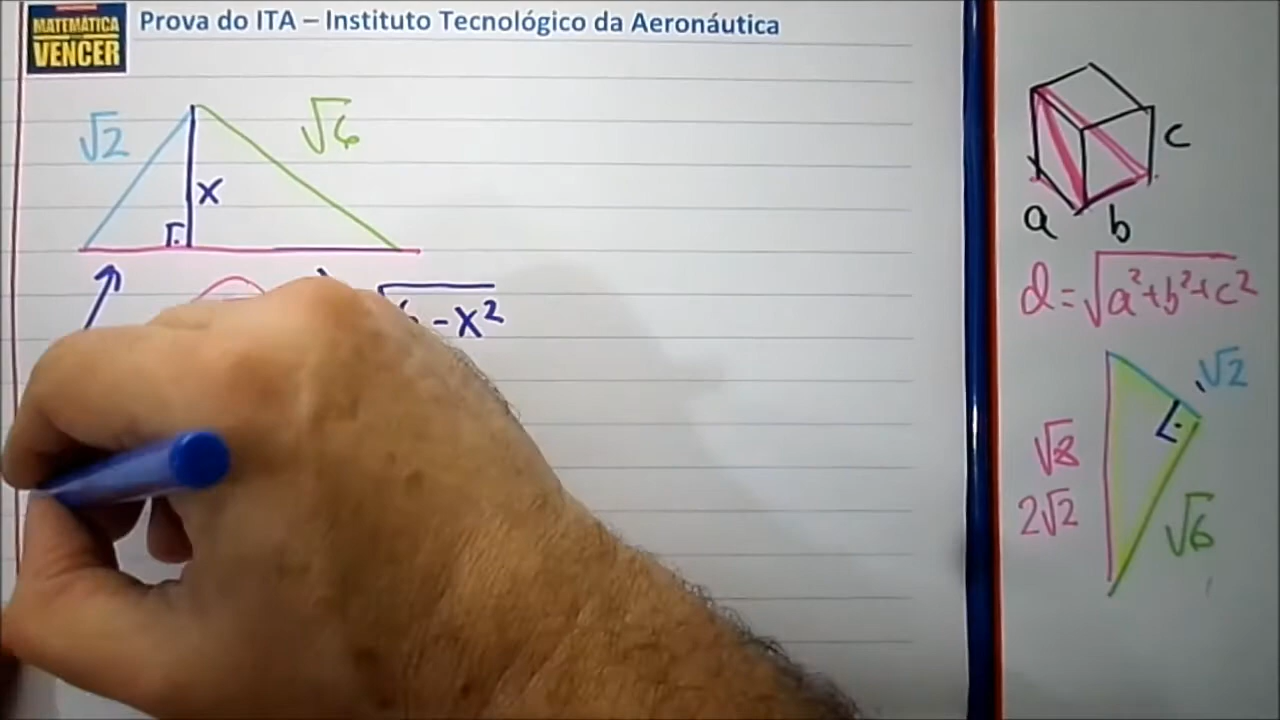 MATEMÁTICA
VENCER
Prova do ITA – Instituto Tecnológico da Aeronáutica
√2
√6
x
- x²
a
b
c
d = √a²+b²+c²
√2
√8
2√2
√6